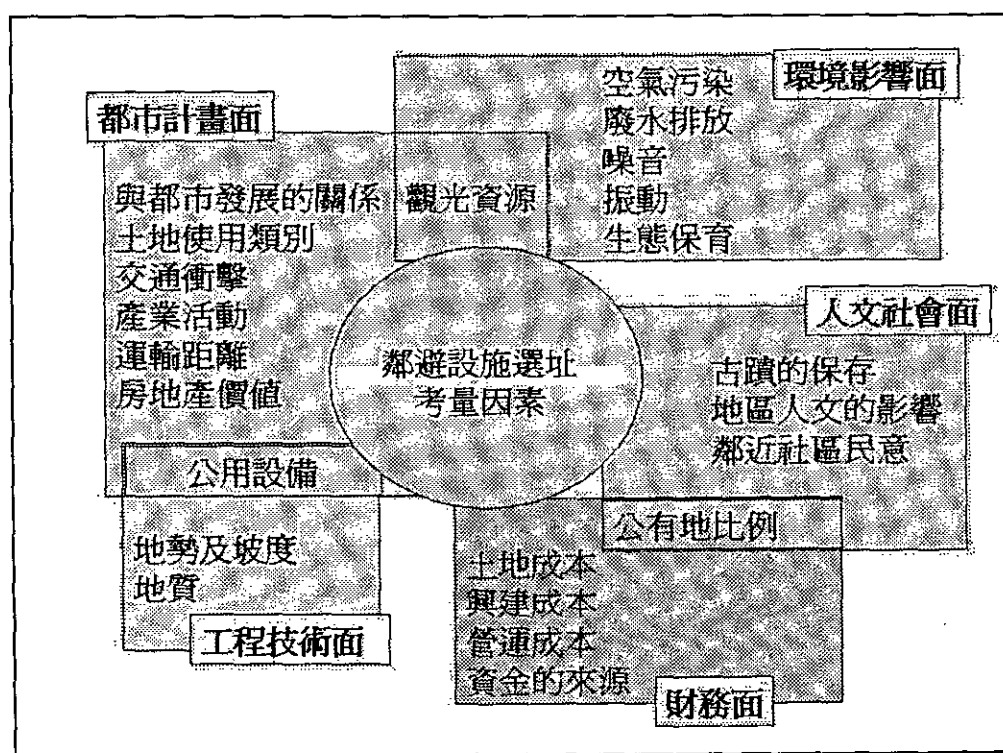 環境影響面
空氣污染
廢水排放
噪音
振動
生態保育
都市計畫面
與都市發展的關係
觀光資源
土地使用類別
交通衝擊
產業活動
運輸距離
房地產價值
鄰避設施選址
考量因素
人文社會面
古蹟的保存
地區人文的影響
鄰近社區民意
公用設備
公有地比例
地勢及坡度
地質
工程技術面
土地成本
興建成本
營運成本
資金的來源
財務面